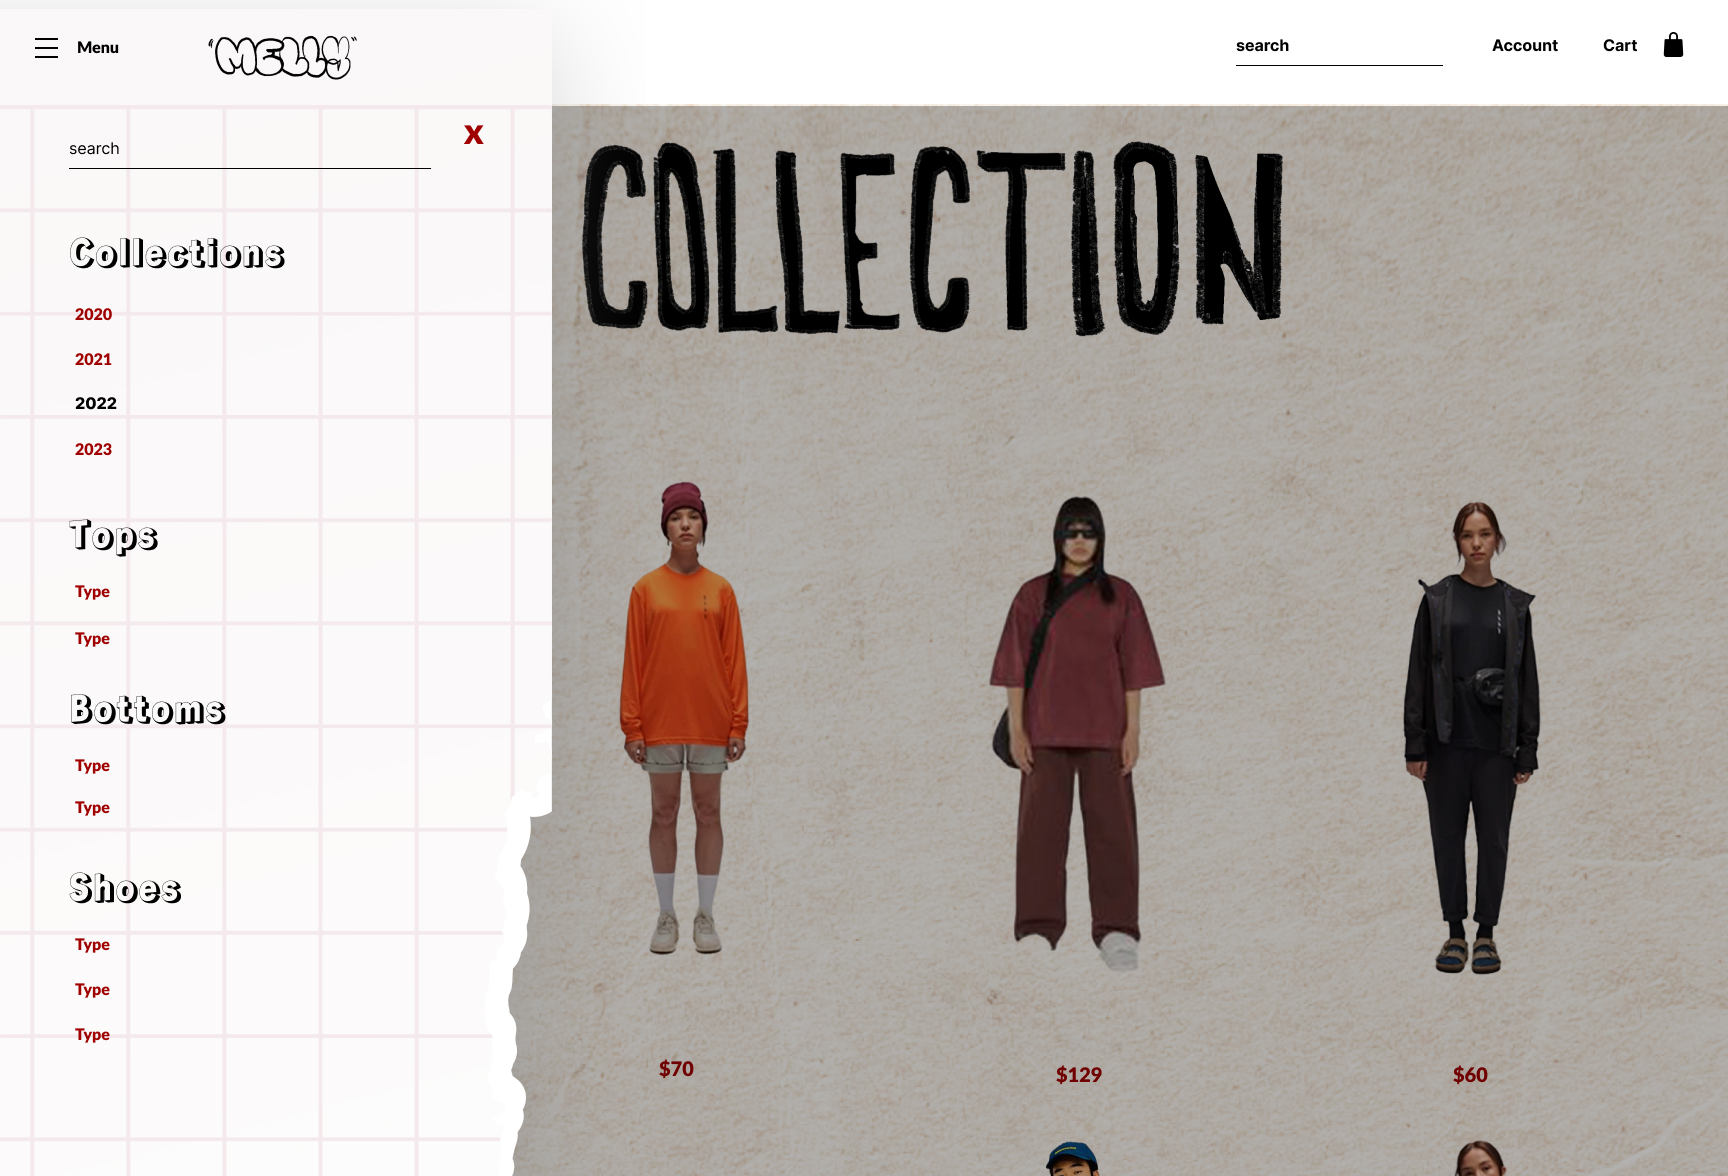 Menu
"MELLY"
search
Account
Cart
search
X
COLLECTION
Collections
2020
2021
2022
2023
Tops
Type
Type
Bottoms
Type
Type
Shoes
Type
Type
Type
$70
$129
$60